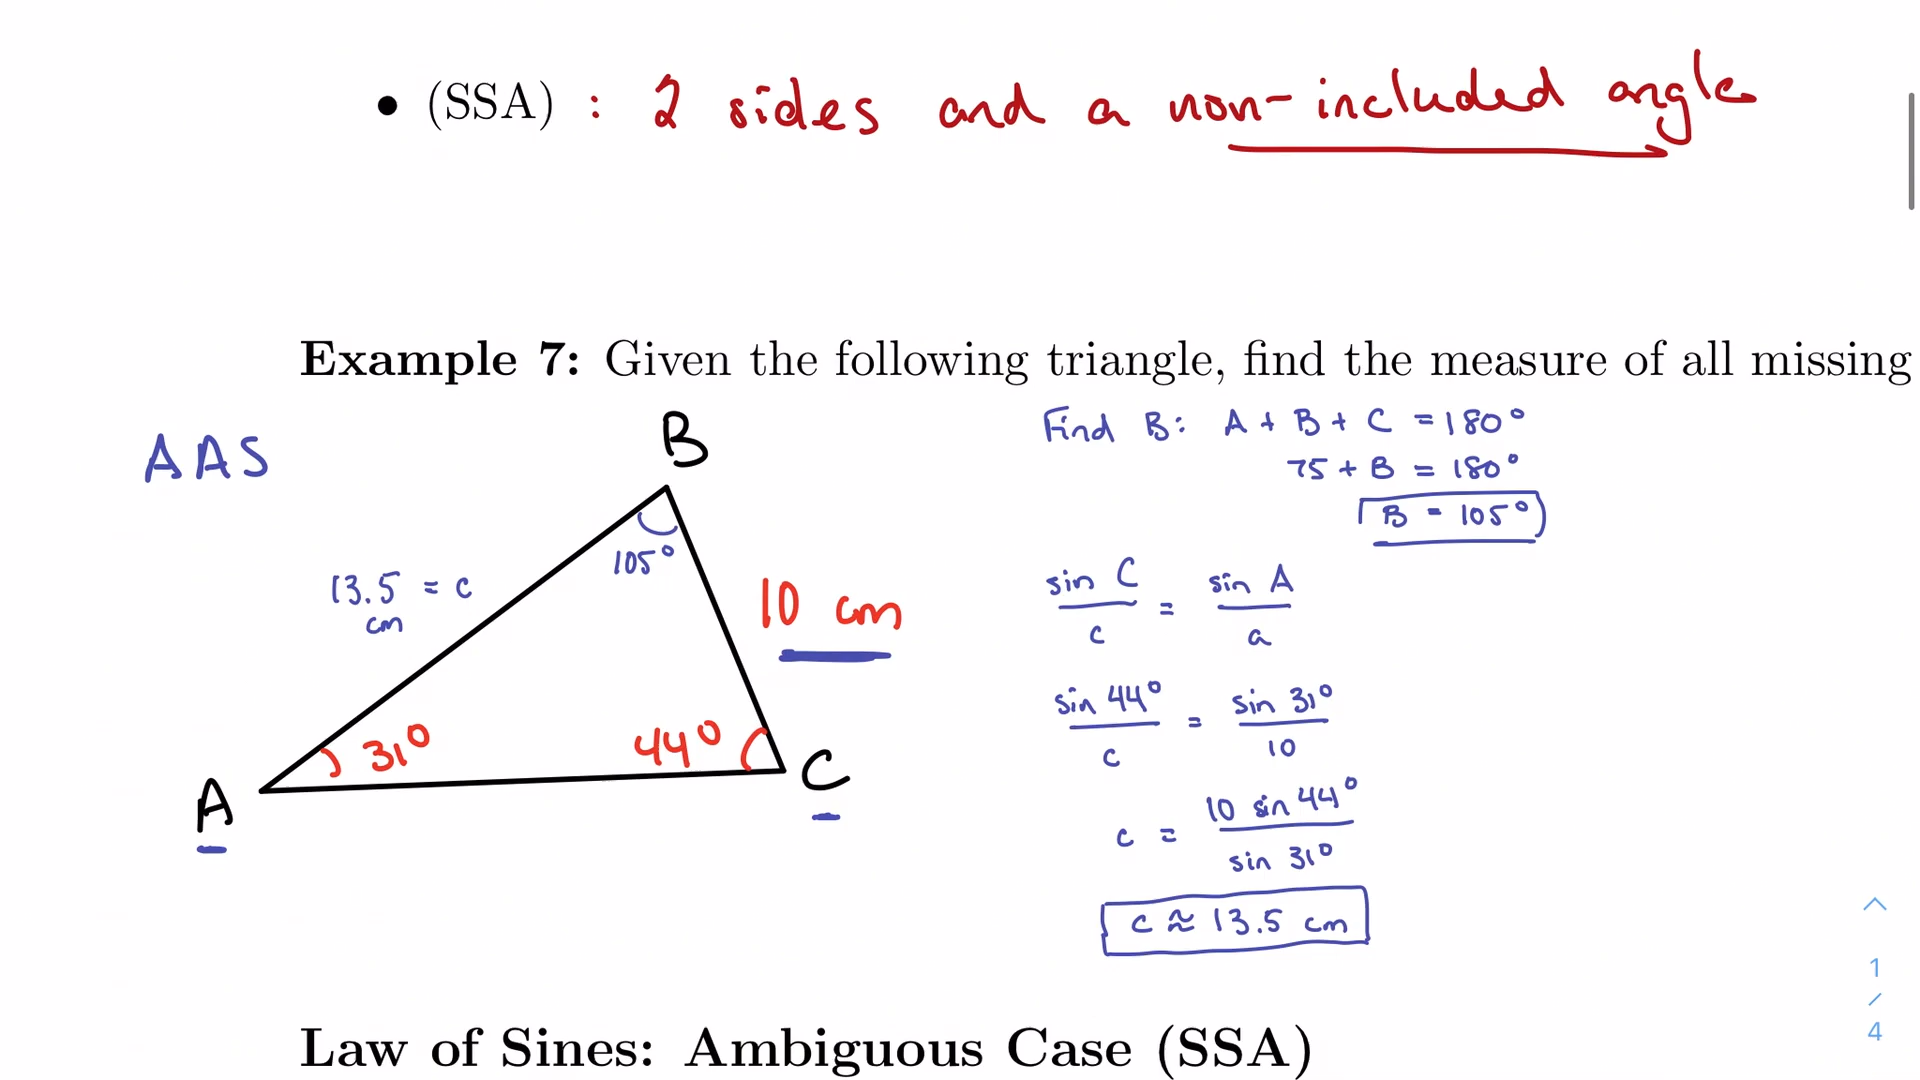 • (SSA) : 2 sides and a non-included angle
Example 7: Given the following triangle, find the measure of all missing
AAS
B
105°
13.5 = c
cm
10 cm
31°
44°
A
C
Find B: A + B + C = 180°
75 + B = 180°
B = 105°
sin C / c = sin A / a
sin 44° / c = sin 31° / 10
c = 10 sin 44° / sin 31°
c ≈ 13.5 cm
Law of Sines: Ambiguous Case (SSA)
1
/
4